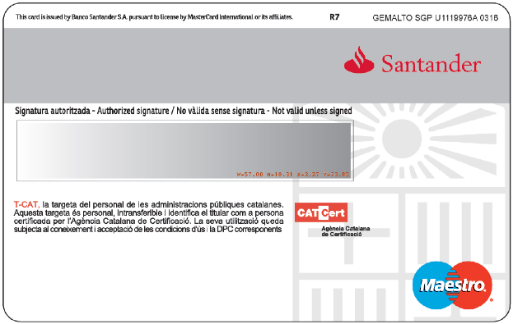 This card is issued by Banco Santander S.A. pursuant to license by MasterCard International or its affiliates. R7 GEMALTO SGP U1119976A 0316
Santander
Signatura autoritzada - Authorized signature / No vàlida sense signatura - Not valid unless signed
T-CAT, la targeta del personal de les administracions públiques catalanes.
Aquesta targeta és personal, intransferible i identifica el titular com a persona
certificada per l'Agència Catalana de Certificació. La seva utilització queda
subjecta al coneixement i acceptació de les condicions d'ús i la DPC corresponents
CATCert
Agència Catalana
de Certificació
Maestro